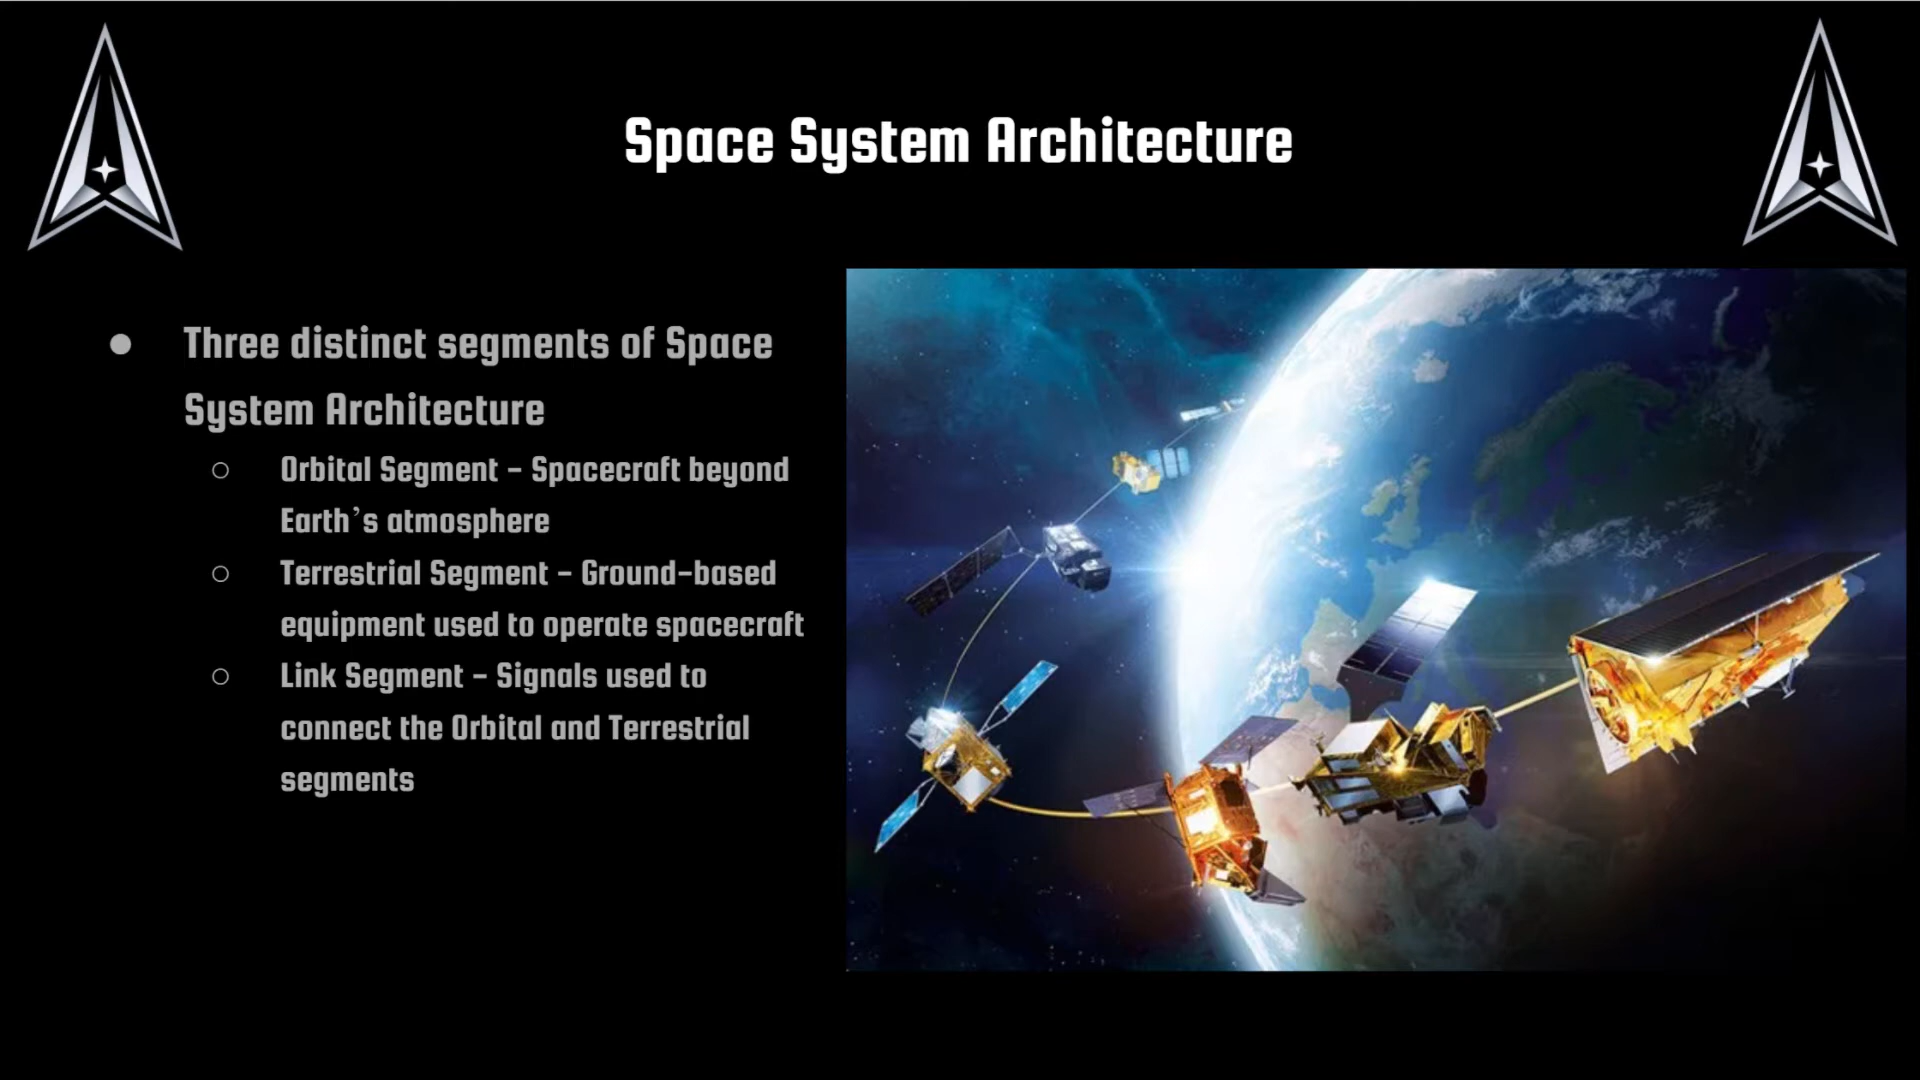 Space System Architecture
● Three distinct segments of Space
System Architecture
○ Orbital Segment – Spacecraft beyond
Earth’s atmosphere
○ Terrestrial Segment – Ground-based
equipment used to operate spacecraft
○ Link Segment – Signals used to
connect the Orbital and Terrestrial
segments